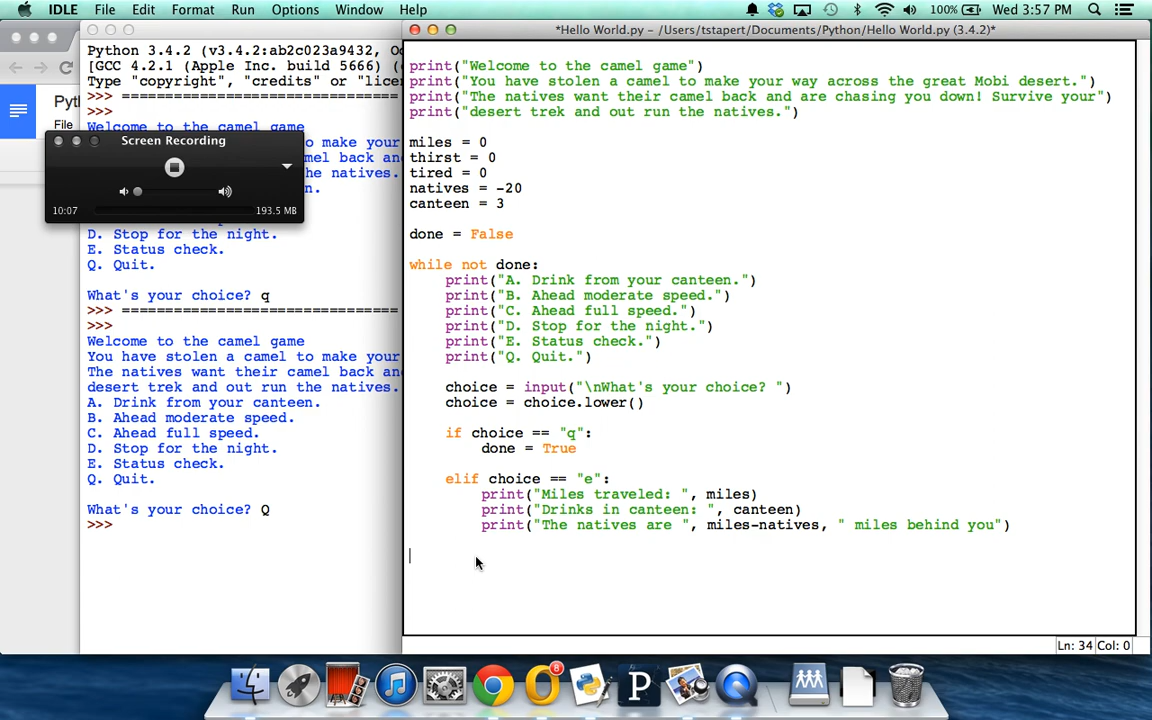 IDLE File Edit Format Run Options Window Help 100% Wed 3:57 PM
*Hello World.py – /Users/tstapert/Documents/Python/Hello World.py (3.4.2)*
Python 3.4.2 (v3.4.2:ab2c023a9432, Oc
[GCC 4.2.1 (Apple Inc. build 5666) (
Type "copyright", "credits" or "licen
>>> ================================
>>>
Welcome to the camel game
o make your
mel back an
he natives.
n.
D. Stop for the night.
E. Status check.
Q. Quit.
What's your choice? q
>>> ================================
>>>
Welcome to the camel game
You have stolen a camel to make your
The natives want their camel back and
desert trek and out run the natives.
A. Drink from your canteen.
B. Ahead moderate speed.
C. Ahead full speed.
D. Stop for the night.
E. Status check.
Q. Quit.
What's your choice? Q
>>>
Pyt
File
Screen Recording
10:07 193.5 MB
print("Welcome to the camel game")
print("You have stolen a camel to make your way across the great Mobi desert.")
print("The natives want their camel back and are chasing you down! Survive your")
print("desert trek and out run the natives.")
miles = 0
thirst = 0
tired = 0
natives = -20
canteen = 3
done = False
while not done:
print("A. Drink from your canteen.")
print("B. Ahead moderate speed.")
print("C. Ahead full speed.")
print("D. Stop for the night.")
print("E. Status check.")
print("Q. Quit.")
choice = input("\nWhat's your choice? ")
choice = choice.lower()
if choice == "q":
done = True
elif choice == "e":
print("Miles traveled: ", miles)
print("Drinks in canteen: ", canteen)
print("The natives are ", miles-natives, " miles behind you")
Ln: 34 Col: 0
8
P